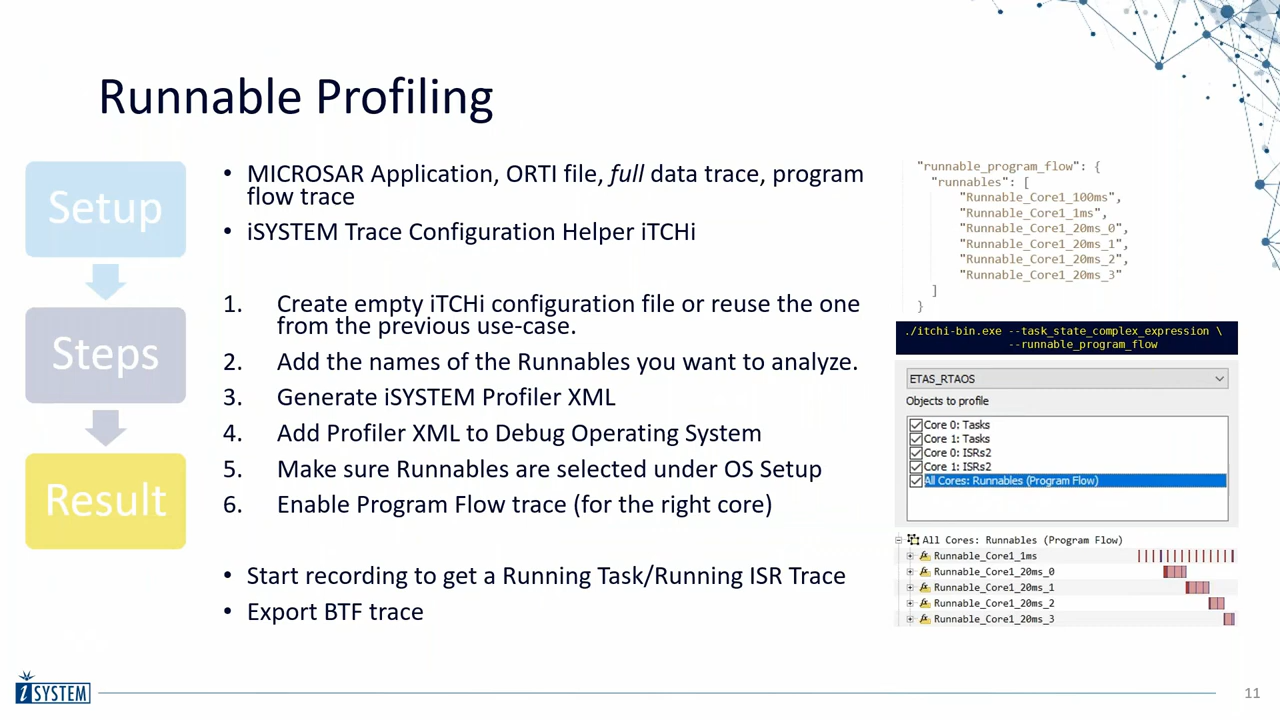 Runnable Profiling
Setup
• MICROSAR Application, ORTI file, full data trace, program
flow trace
• iSYSTEM Trace Configuration Helper iTCHi
Steps
1. Create empty iTCHi configuration file or reuse the one
from the previous use-case.
2. Add the names of the Runnables you want to analyze.
3. Generate iSYSTEM Profiler XML
4. Add Profiler XML to Debug Operating System
5. Make sure Runnables are selected under OS Setup
6. Enable Program Flow trace (for the right core)
Result
• Start recording to get a Running Task/Running ISR Trace
• Export BTF trace
"runnable_program_flow": {
"runnables": [
"Runnable_Core1_100ms",
"Runnable_Core1_1ms",
"Runnable_Core1_20ms_0",
"Runnable_Core1_20ms_1",
"Runnable_Core1_20ms_2",
"Runnable_Core1_20ms_3"
]
}
./itchi-bin.exe --task_state_complex_expression \
--runnable_program_flow
ETAS_RTAOS
Objects to profile
Core 0: Tasks
Core 1: Tasks
Core 0: ISRs2
Core 1: ISRs2
All Cores: Runnables (Program Flow)
All Cores: Runnables (Program Flow)
Runnable_Core1_1ms
Runnable_Core1_20ms_0
Runnable_Core1_20ms_1
Runnable_Core1_20ms_2
Runnable_Core1_20ms_3
iSYSTEM
11